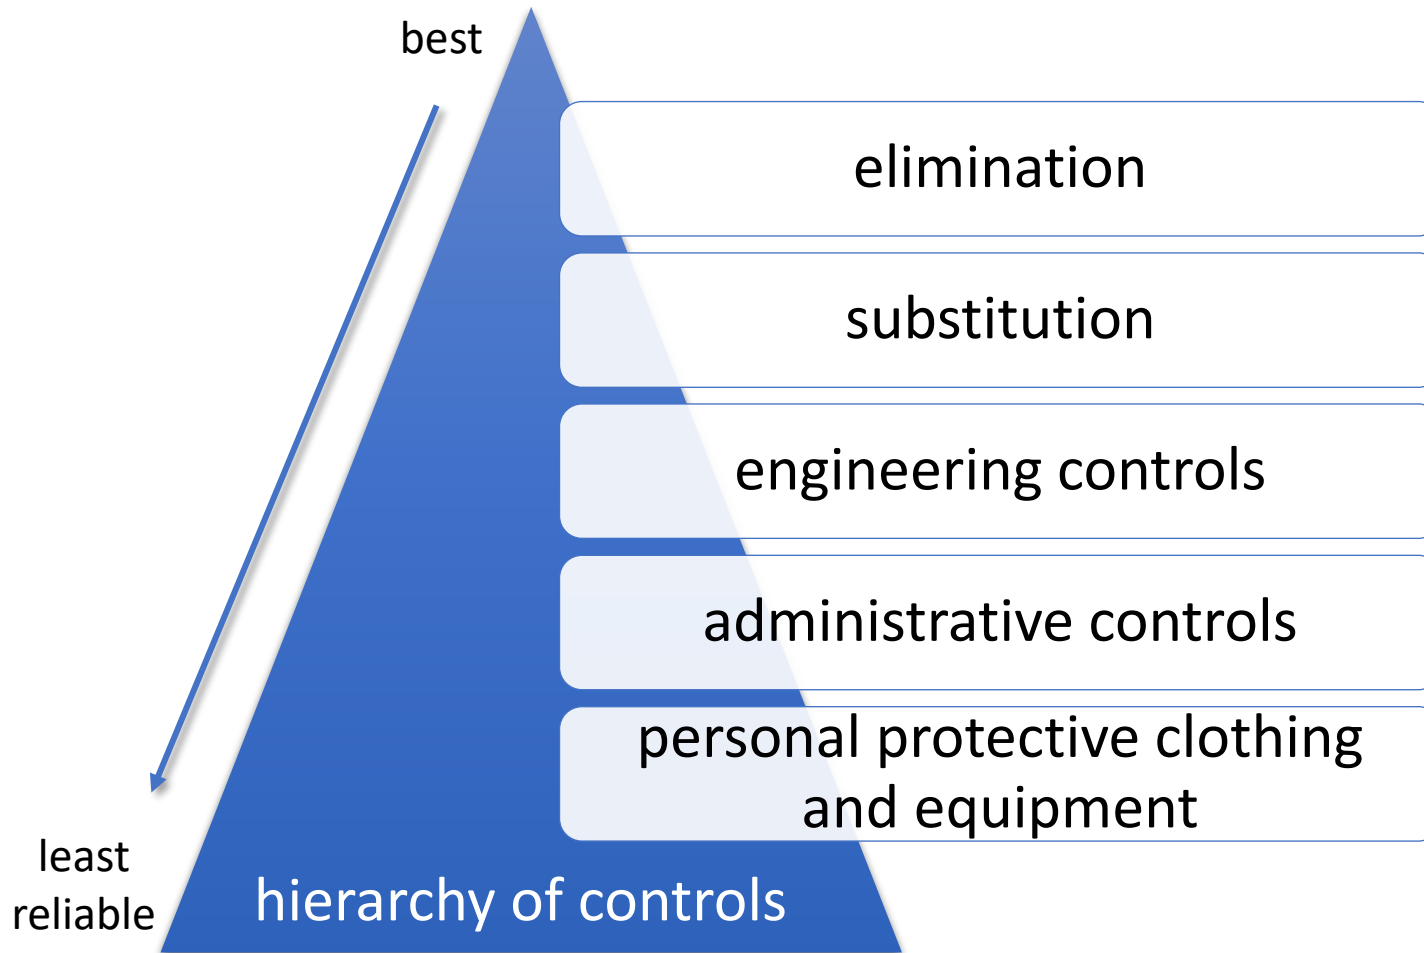 best
elimination
substitution
engineering controls
administrative controls
personal protective clothing
and equipment
least
reliable
hierarchy of controls